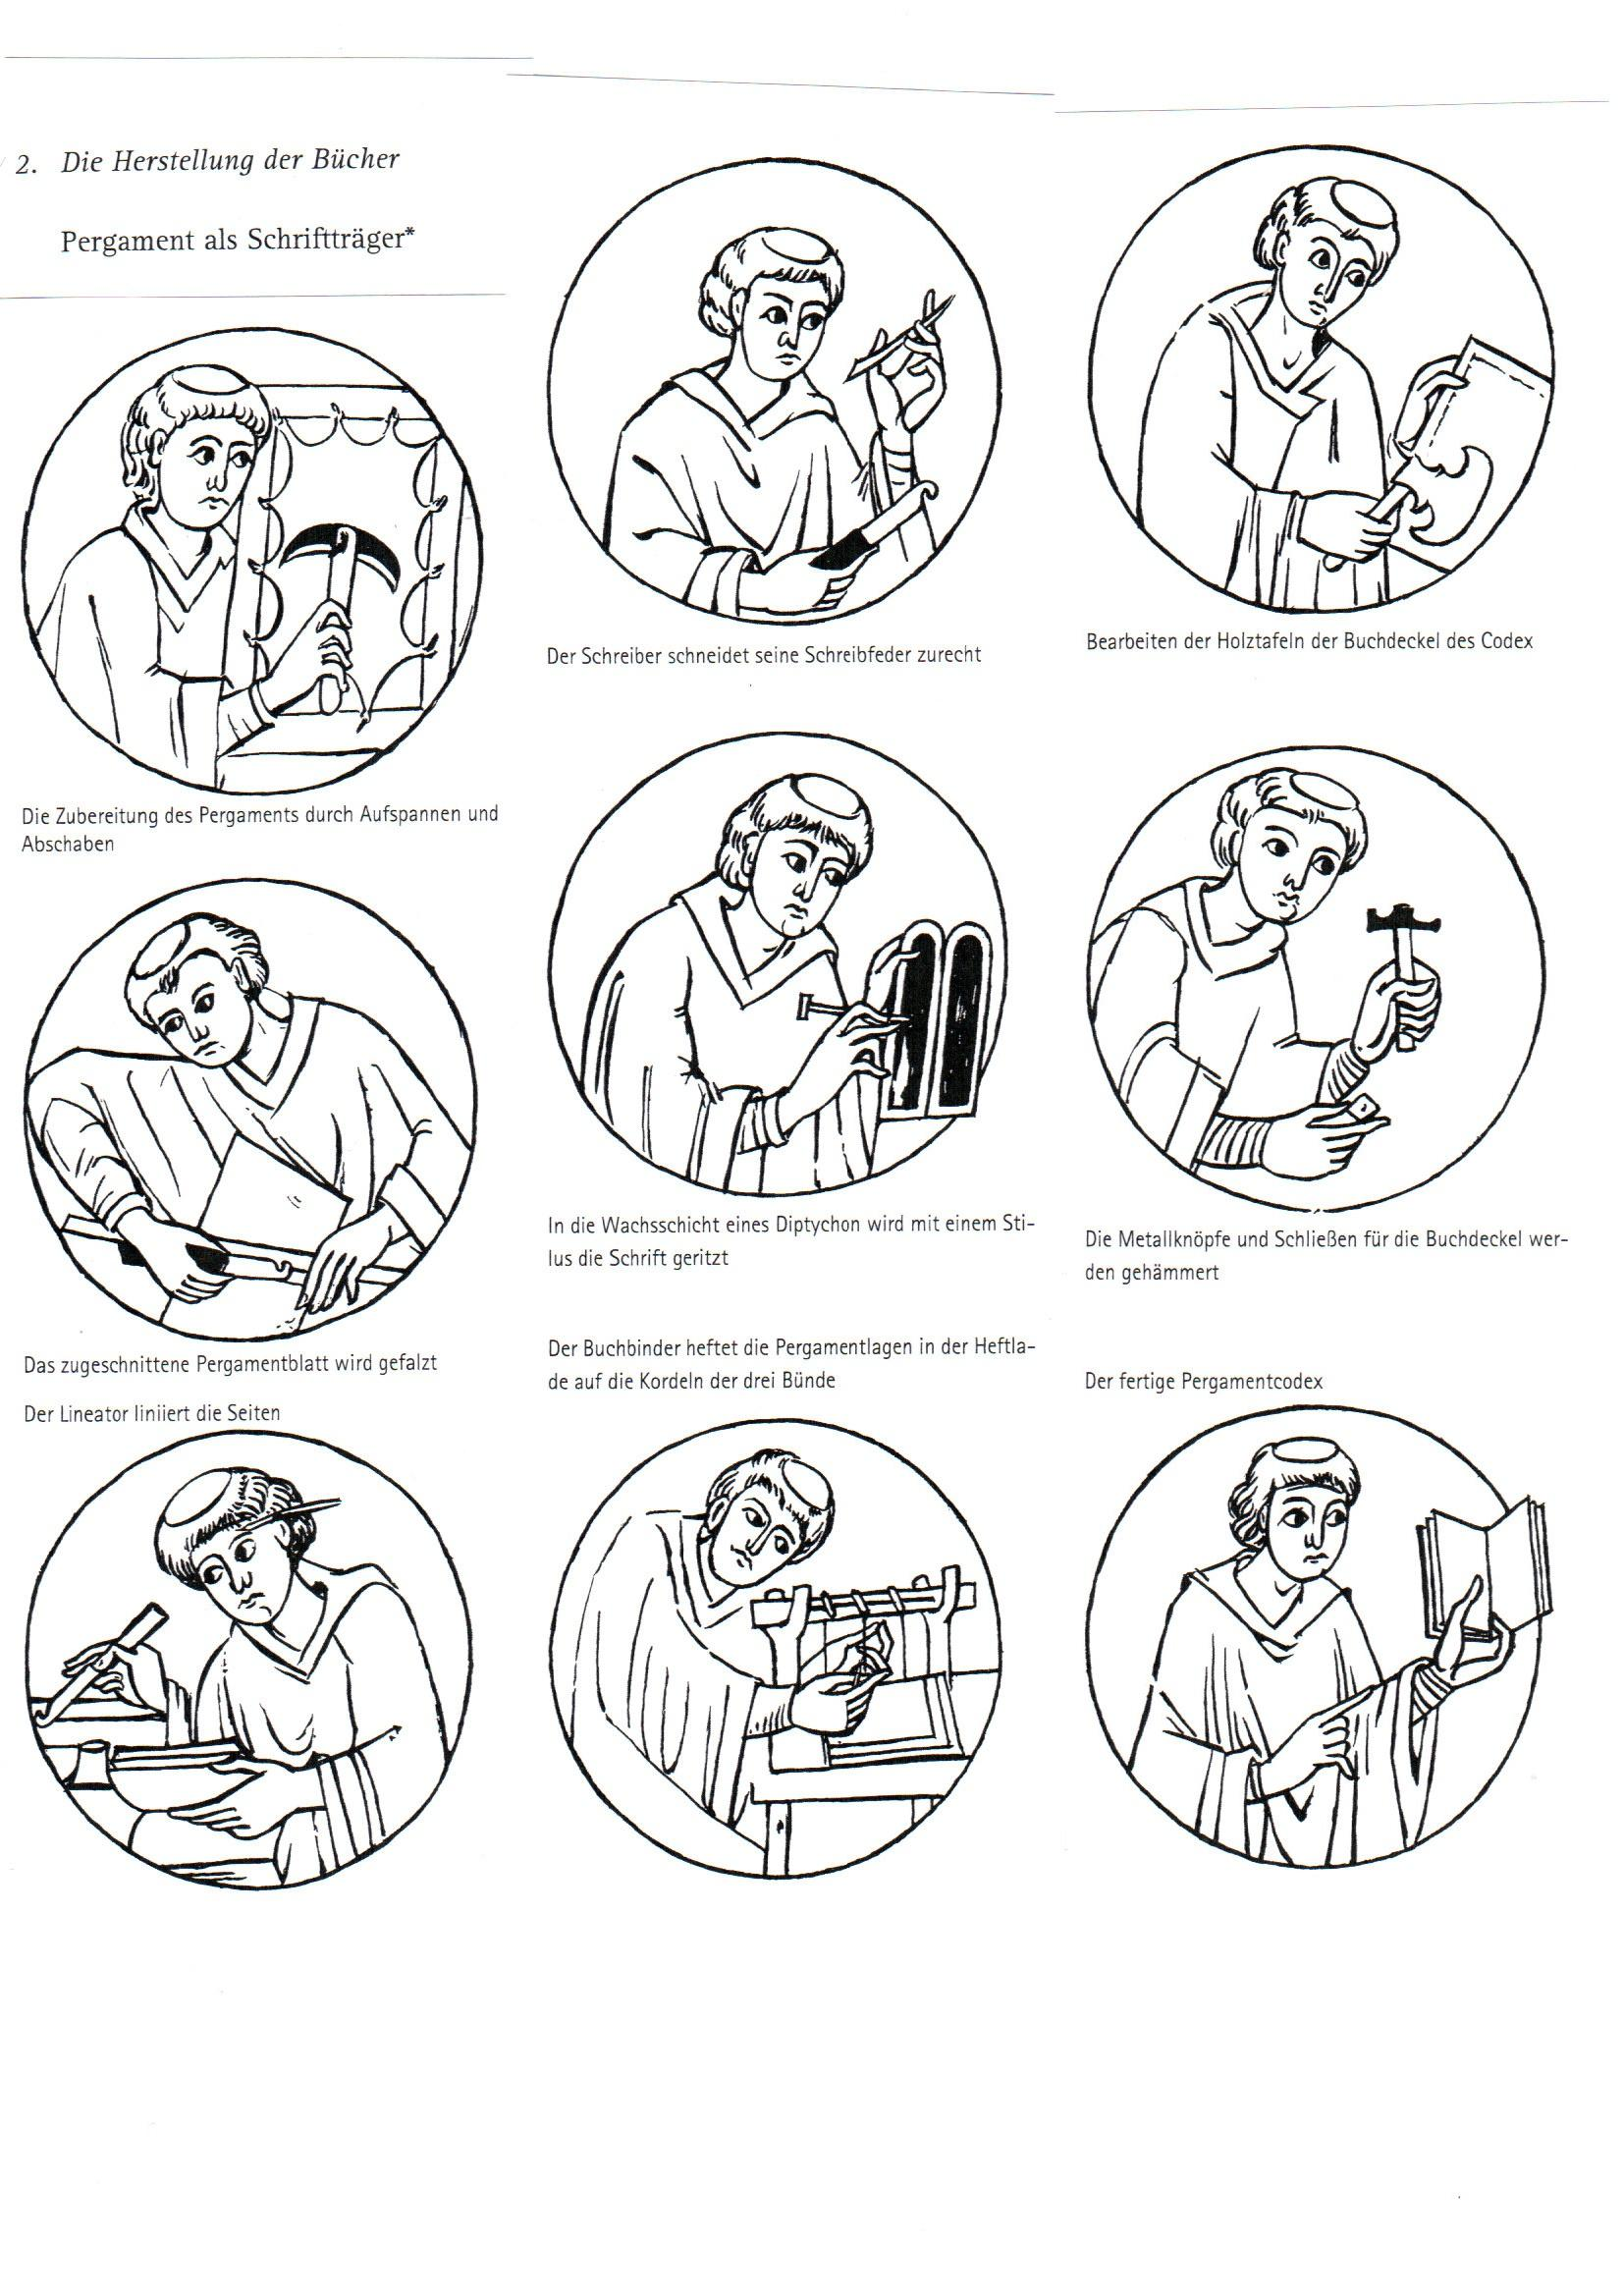 2. Die Herstellung der Bücher
Pergament als Schriftträger*
Die Zubereitung des Pergaments durch Aufspannen und
Abschaben
Das zugeschnittene Pergamentblatt wird gefalzt
Der Lineator liniiert die Seiten
Der Schreiber schneidet seine Schreibfeder zurecht
In die Wachsschicht eines Diptychon wird mit einem Sti-
lus die Schrift geritzt
Der Buchbinder heftet die Pergamentlagen in der Heftla-
de auf die Kordeln der drei Bünde
Bearbeiten der Holztafeln der Buchdeckel des Codex
Die Metallknöpfe und Schließen für die Buchdeckel wer-
den gehämmert
Der fertige Pergamentcodex